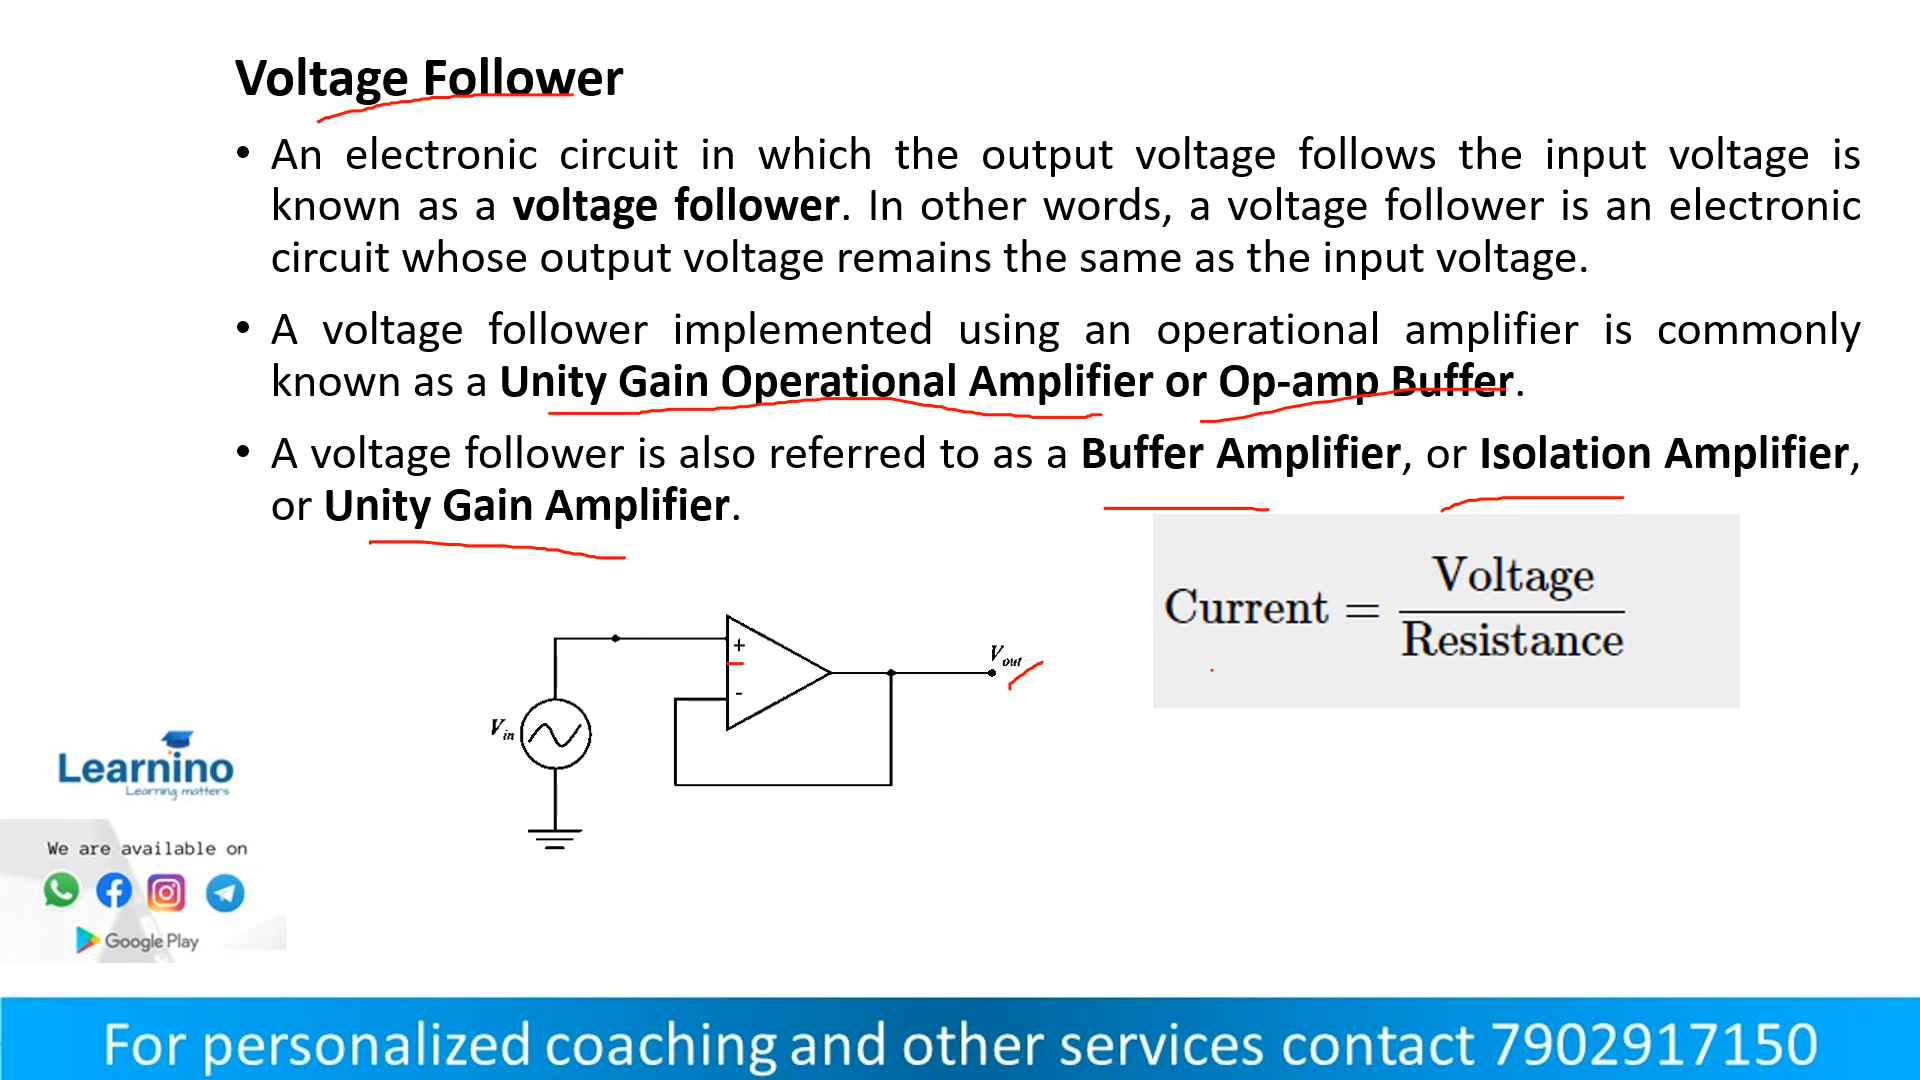 Voltage Follower
• An electronic circuit in which the output voltage follows the input voltage is
known as a voltage follower. In other words, a voltage follower is an electronic
circuit whose output voltage remains the same as the input voltage.
• A voltage follower implemented using an operational amplifier is commonly
known as a Unity Gain Operational Amplifier or Op-amp Buffer.
• A voltage follower is also referred to as a Buffer Amplifier, or Isolation Amplifier,
or Unity Gain Amplifier.
Current = Voltage / Resistance
+
-
Vout
Vin
Learnino
Learning matters
We are available on
Google Play
For personalized coaching and other services contact 7902917150